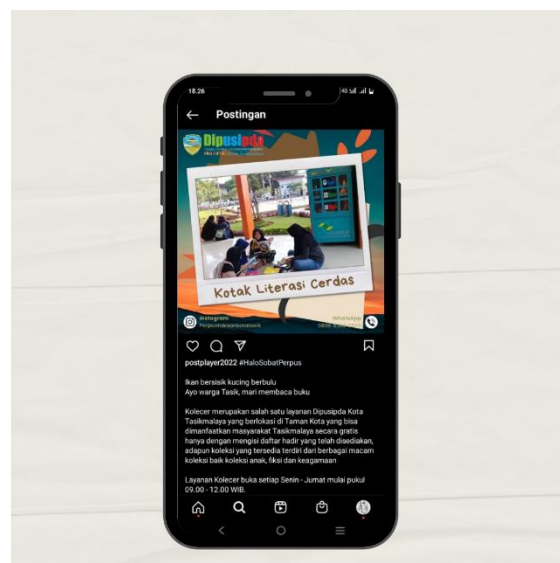 18.26
Postingan
Dipusipda
Kotak Literasi Cerdas
Instagram
WhatsApp
postplayer2022 #HaloSobatPerpus
Ikan bersisik kucing berbulu
Ayo warga Tasik, mari membaca buku
Kolecer merupakan salah satu layanan Dipusipda Kota
Tasikmalaya yang berlokasi di Taman Kota yang bisa
dimanfaatkan masyarakat Tasikmalaya secara gratis
hanya dengan mengisi daftar hadir yang telah disediakan,
adapun koleksi yang tersedia terdiri dari berbagai macam
koleksi baik koleksi anak, fiksi dan keagamaan
Layanan Kolecer buka setiap Senin - Jumat mulai pukul
09.00 - 12.00 WIB.